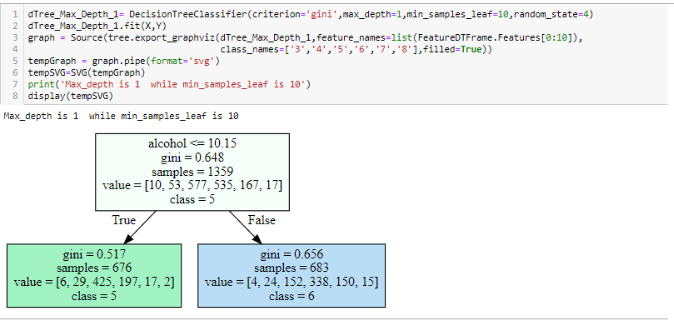 1 dTree_Max_Depth_1= DecisionTreeClassifier(criterion='gini',max_depth=1,min_samples_leaf=10,random_state=4)
2 dTree_Max_Depth_1.fit(X,Y)
3 graph = Source(tree.export_graphviz(dTree_Max_Depth_1,feature_names=list(FeatureDTFrame.Features[0:10]),
4 class_names=['3','4','5','6','7','8'],filled=True))
5 tempGraph = graph.pipe(format='svg')
6 tempSVG=SVG(tempGraph)
7 print('Max_depth is 1  while min_samples_leaf is 10')
8 display(tempSVG)
Max_depth is 1  while min_samples_leaf is 10
alcohol <= 10.15
gini = 0.648
samples = 1359
value = [10, 53, 577, 535, 167, 17]
class = 5
True
False
gini = 0.517
samples = 676
value = [6, 29, 425, 197, 17, 2]
class = 5
gini = 0.656
samples = 683
value = [4, 24, 152, 338, 150, 15]
class = 6